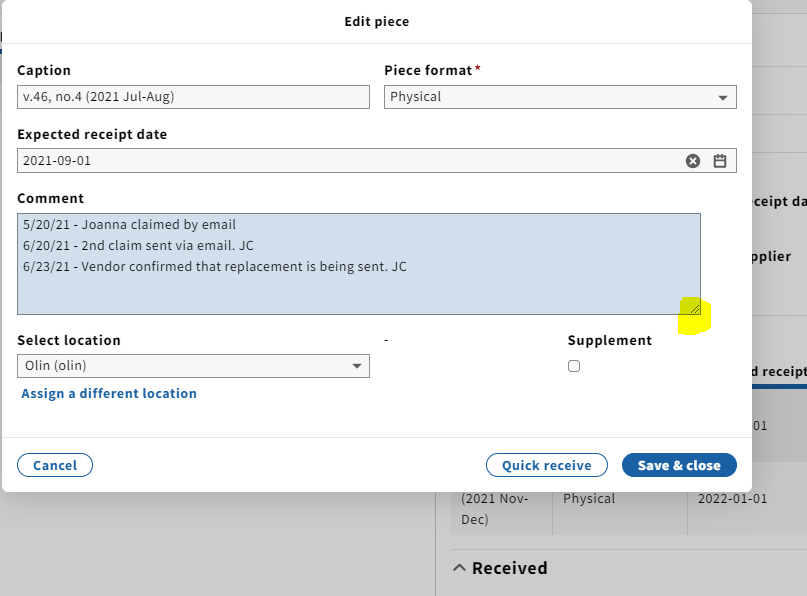 Edit piece
Caption
Piece format*
v.46, no.4 (2021 Jul-Aug)
Physical
Expected receipt date
2021-09-01
Comment
5/20/21 - Joanna claimed by email
6/20/21 - 2nd claim sent via email. JC
6/23/21 - Vendor confirmed that replacement is being sent. JC
Select location
-
Supplement
Olin (olin)
Assign a different location
Cancel
Quick receive
Save & close
receipt
01
(2021 Nov-
Dec)
Physical
2022-01-01
Received